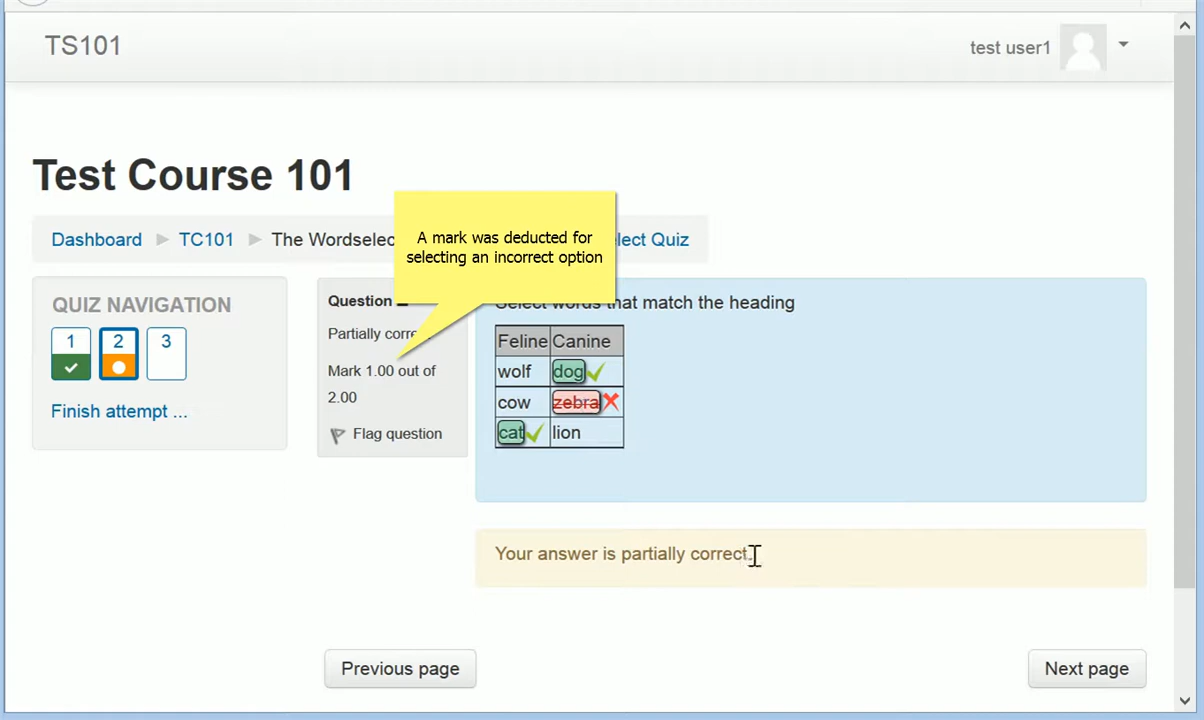 TS101
test user1
Test Course 101
Dashboard TC101 The Wordselec
elect Quiz
A mark was deducted for
selecting an incorrect option
QUIZ NAVIGATION
1 2 3
Finish attempt ...
Question
Partially corre
Mark 1.00 out of
2.00
Flag question
Select words that match the heading
Feline Canine
wolf dog
cow zebra
cat lion
Your answer is partially correct.
Previous page
Next page